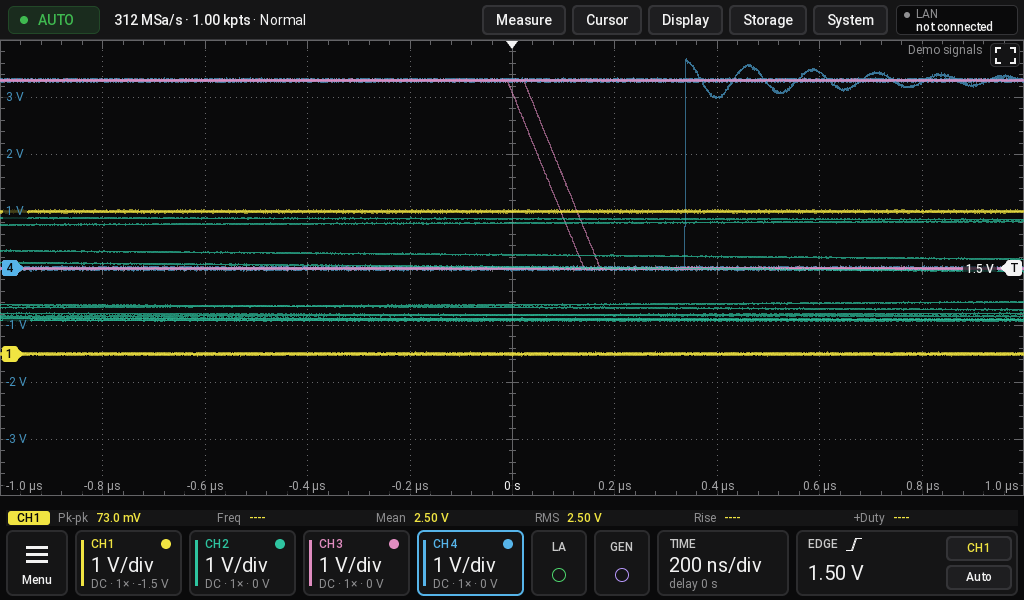 AUTO
312 MSa/s · 1.00 kpts · Normal
Measure
Cursor
Display
Storage
System
LAN
not connected
Demo signals
3 V
2 V
1 V
4
1.5 V
T
-1 V
1
-2 V
-3 V
-1.0 µs
-0.8 µs
-0.6 µs
-0.4 µs
-0.2 µs
0 s
0.2 µs
0.4 µs
0.6 µs
0.8 µs
1.0 µs
CH1
Pk-pk 73.0 mV
Freq ----
Mean 2.50 V
RMS 2.50 V
Rise ----
+Duty ----
Menu
CH1
1 V/div
DC · 1× · -1.5 V
CH2
1 V/div
DC · 1× · 0 V
CH3
1 V/div
DC · 1× · 0 V
CH4
1 V/div
DC · 1× · 0 V
LA
GEN
TIME
200 ns/div
delay 0 s
EDGE
1.50 V
CH1
Auto